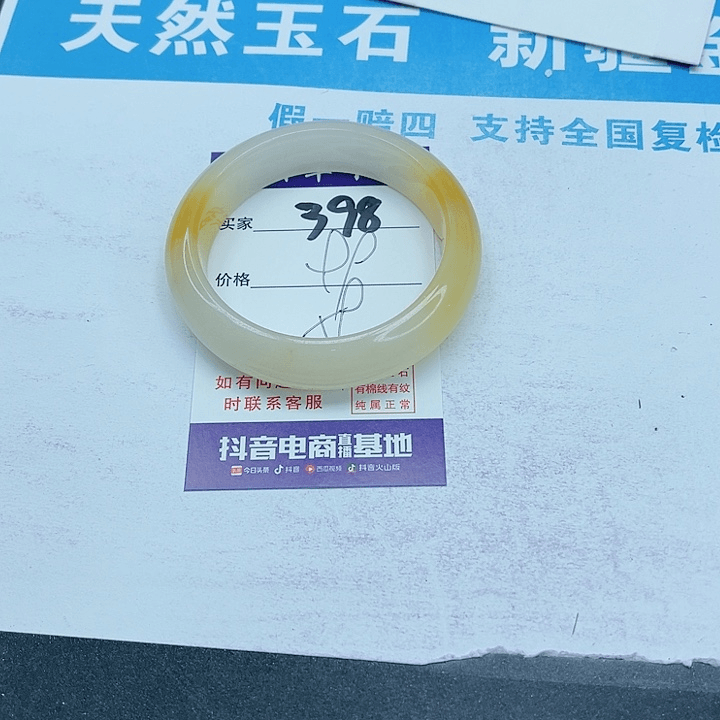 天然玉石 新疆
假一赔四 支持全国复检
买家 398
价格
如有问
时联系客服
有棉线有纹
纯属正常
抖音电商直播基地
今日头条 抖音 西瓜视频 抖音火山版